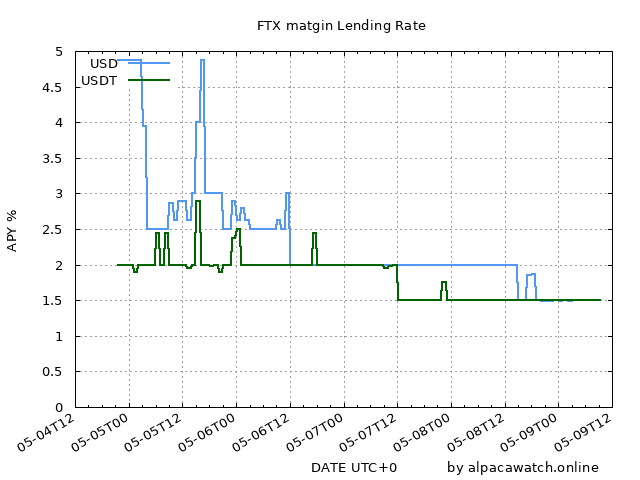 FTX matgin Lending Rate
5
USD
4.5
USDT
4
3.5
3
2.5
APY %
2
1.5
1
0.5
0
05-04T12
05-05T00
05-05T12
05-06T00
05-06T12
05-07T00
05-07T12
05-08T00
05-08T12
05-09T00
05-09T12
DATE UTC+0
by alpacawatch.online